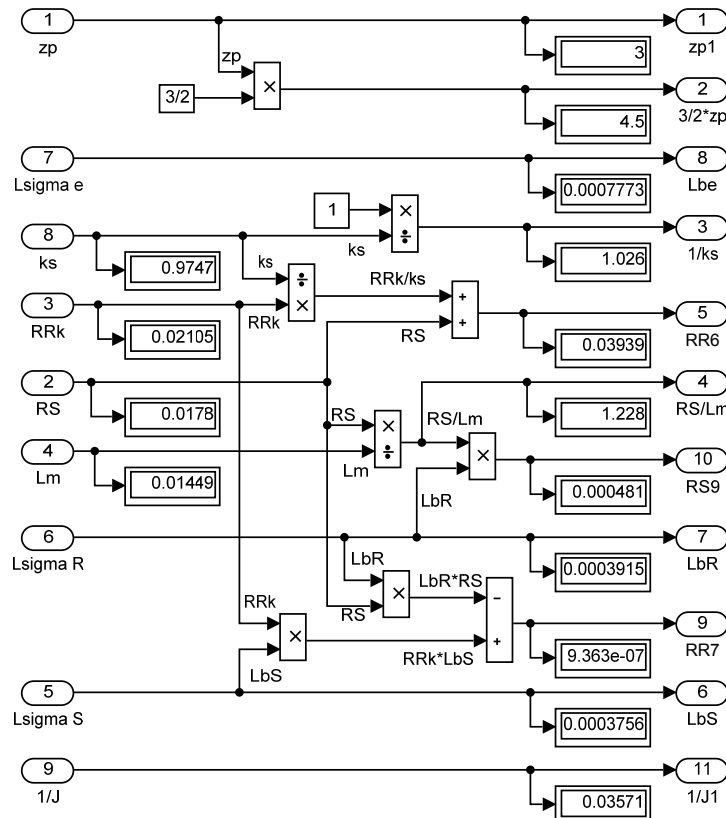 1
1
zp
zp
3
zp1
3/2
×
2
4.5
3/2*zp
7
8
Lsigma e
0.0007773
Lbe
1
×
÷
8
3
ks
0.9747
ks
ks
1.026
1/ks
÷
×
RRk/ks
+
+
3
5
RRk
0.02105
RRk
RS
0.03939
RR6
2
4
RS
0.0178
RS
×
÷
RS/Lm
1.228
RS/Lm
4
Lm
×
10
Lm
0.01449
LbR
0.000481
RS9
6
7
Lsigma R
LbR
0.0003915
LbR
×
LbR*RS
−
RRk
RS
9
×
+
RR7
LbS
RRk*LbS
9.363e-07
5
6
Lsigma S
0.0003756
LbS
9
11
1/J
0.03571
1/J1